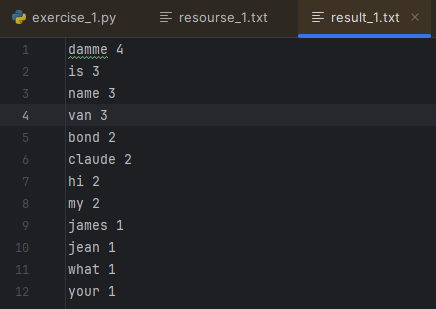 exercise_1.py resourse_1.txt result_1.txt ×
1 damme 4
2 is 3
3 name 3
4 van 3
5 bond 2
6 claude 2
7 hi 2
8 my 2
9 james 1
10 jean 1
11 what 1
12 your 1